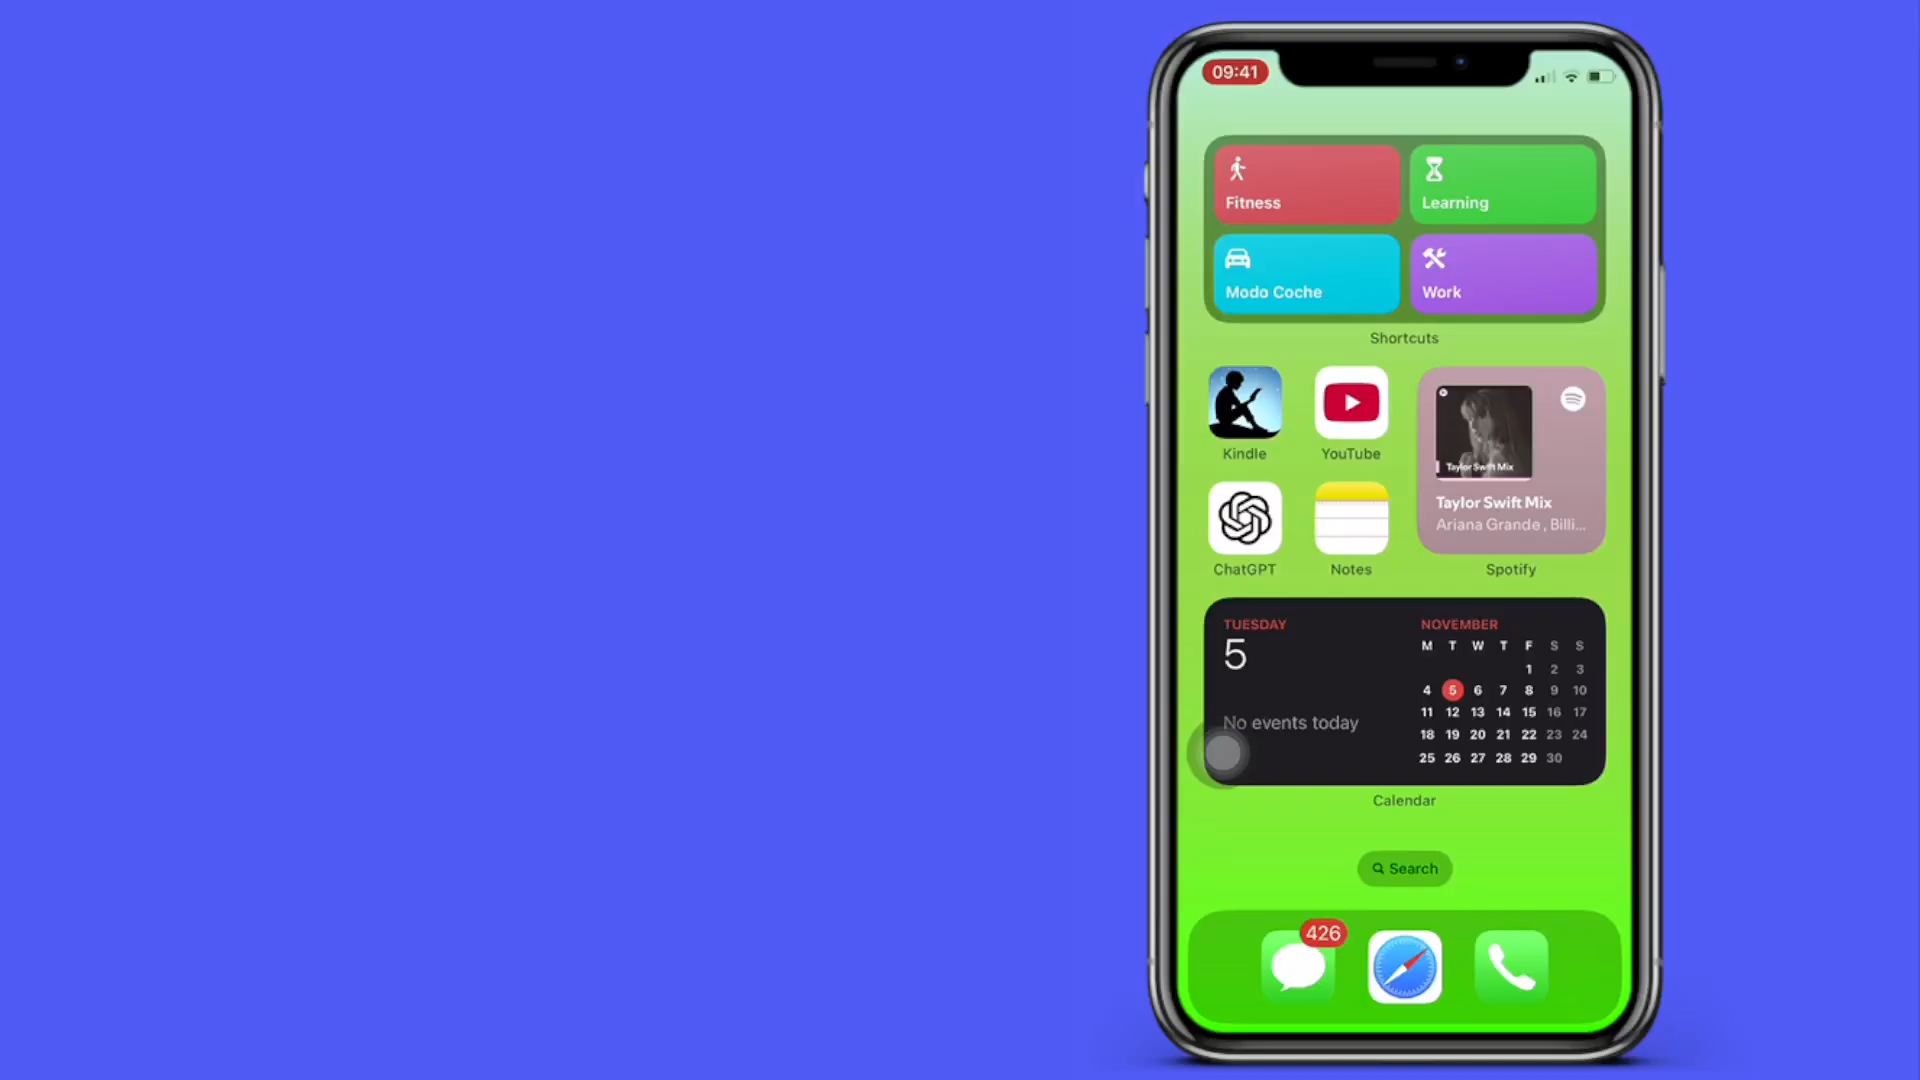 09:41
Fitness
Learning
Modo Coche
Work
Shortcuts
Kindle
YouTube
Taylor Swift Mix
Taylor Swift Mix
Ariana Grande, Billi...
ChatGPT
Notes
Spotify
TUESDAY
5
No events today
NOVEMBER
M T W T F S S
1 2 3
4 5 6 7 8 9 10
11 12 13 14 15 16 17
18 19 20 21 22 23 24
25 26 27 28 29 30
Calendar
Search
426